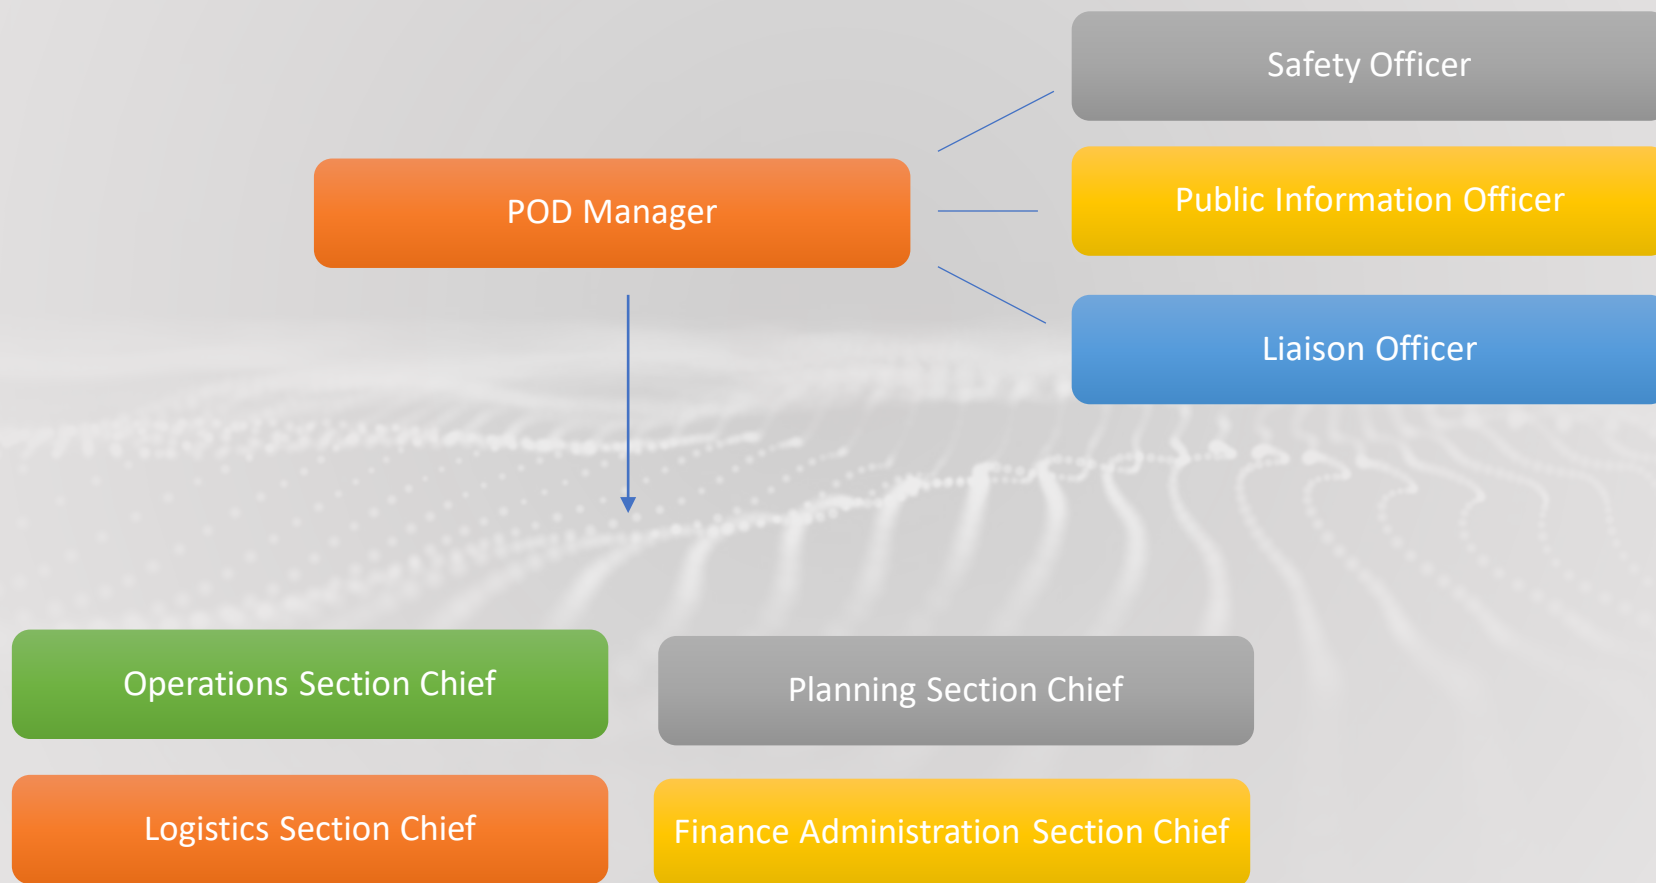 Safety Officer
POD Manager
Public Information Officer
Liaison Officer
Operations Section Chief
Planning Section Chief
Logistics Section Chief
Finance Administration Section Chief